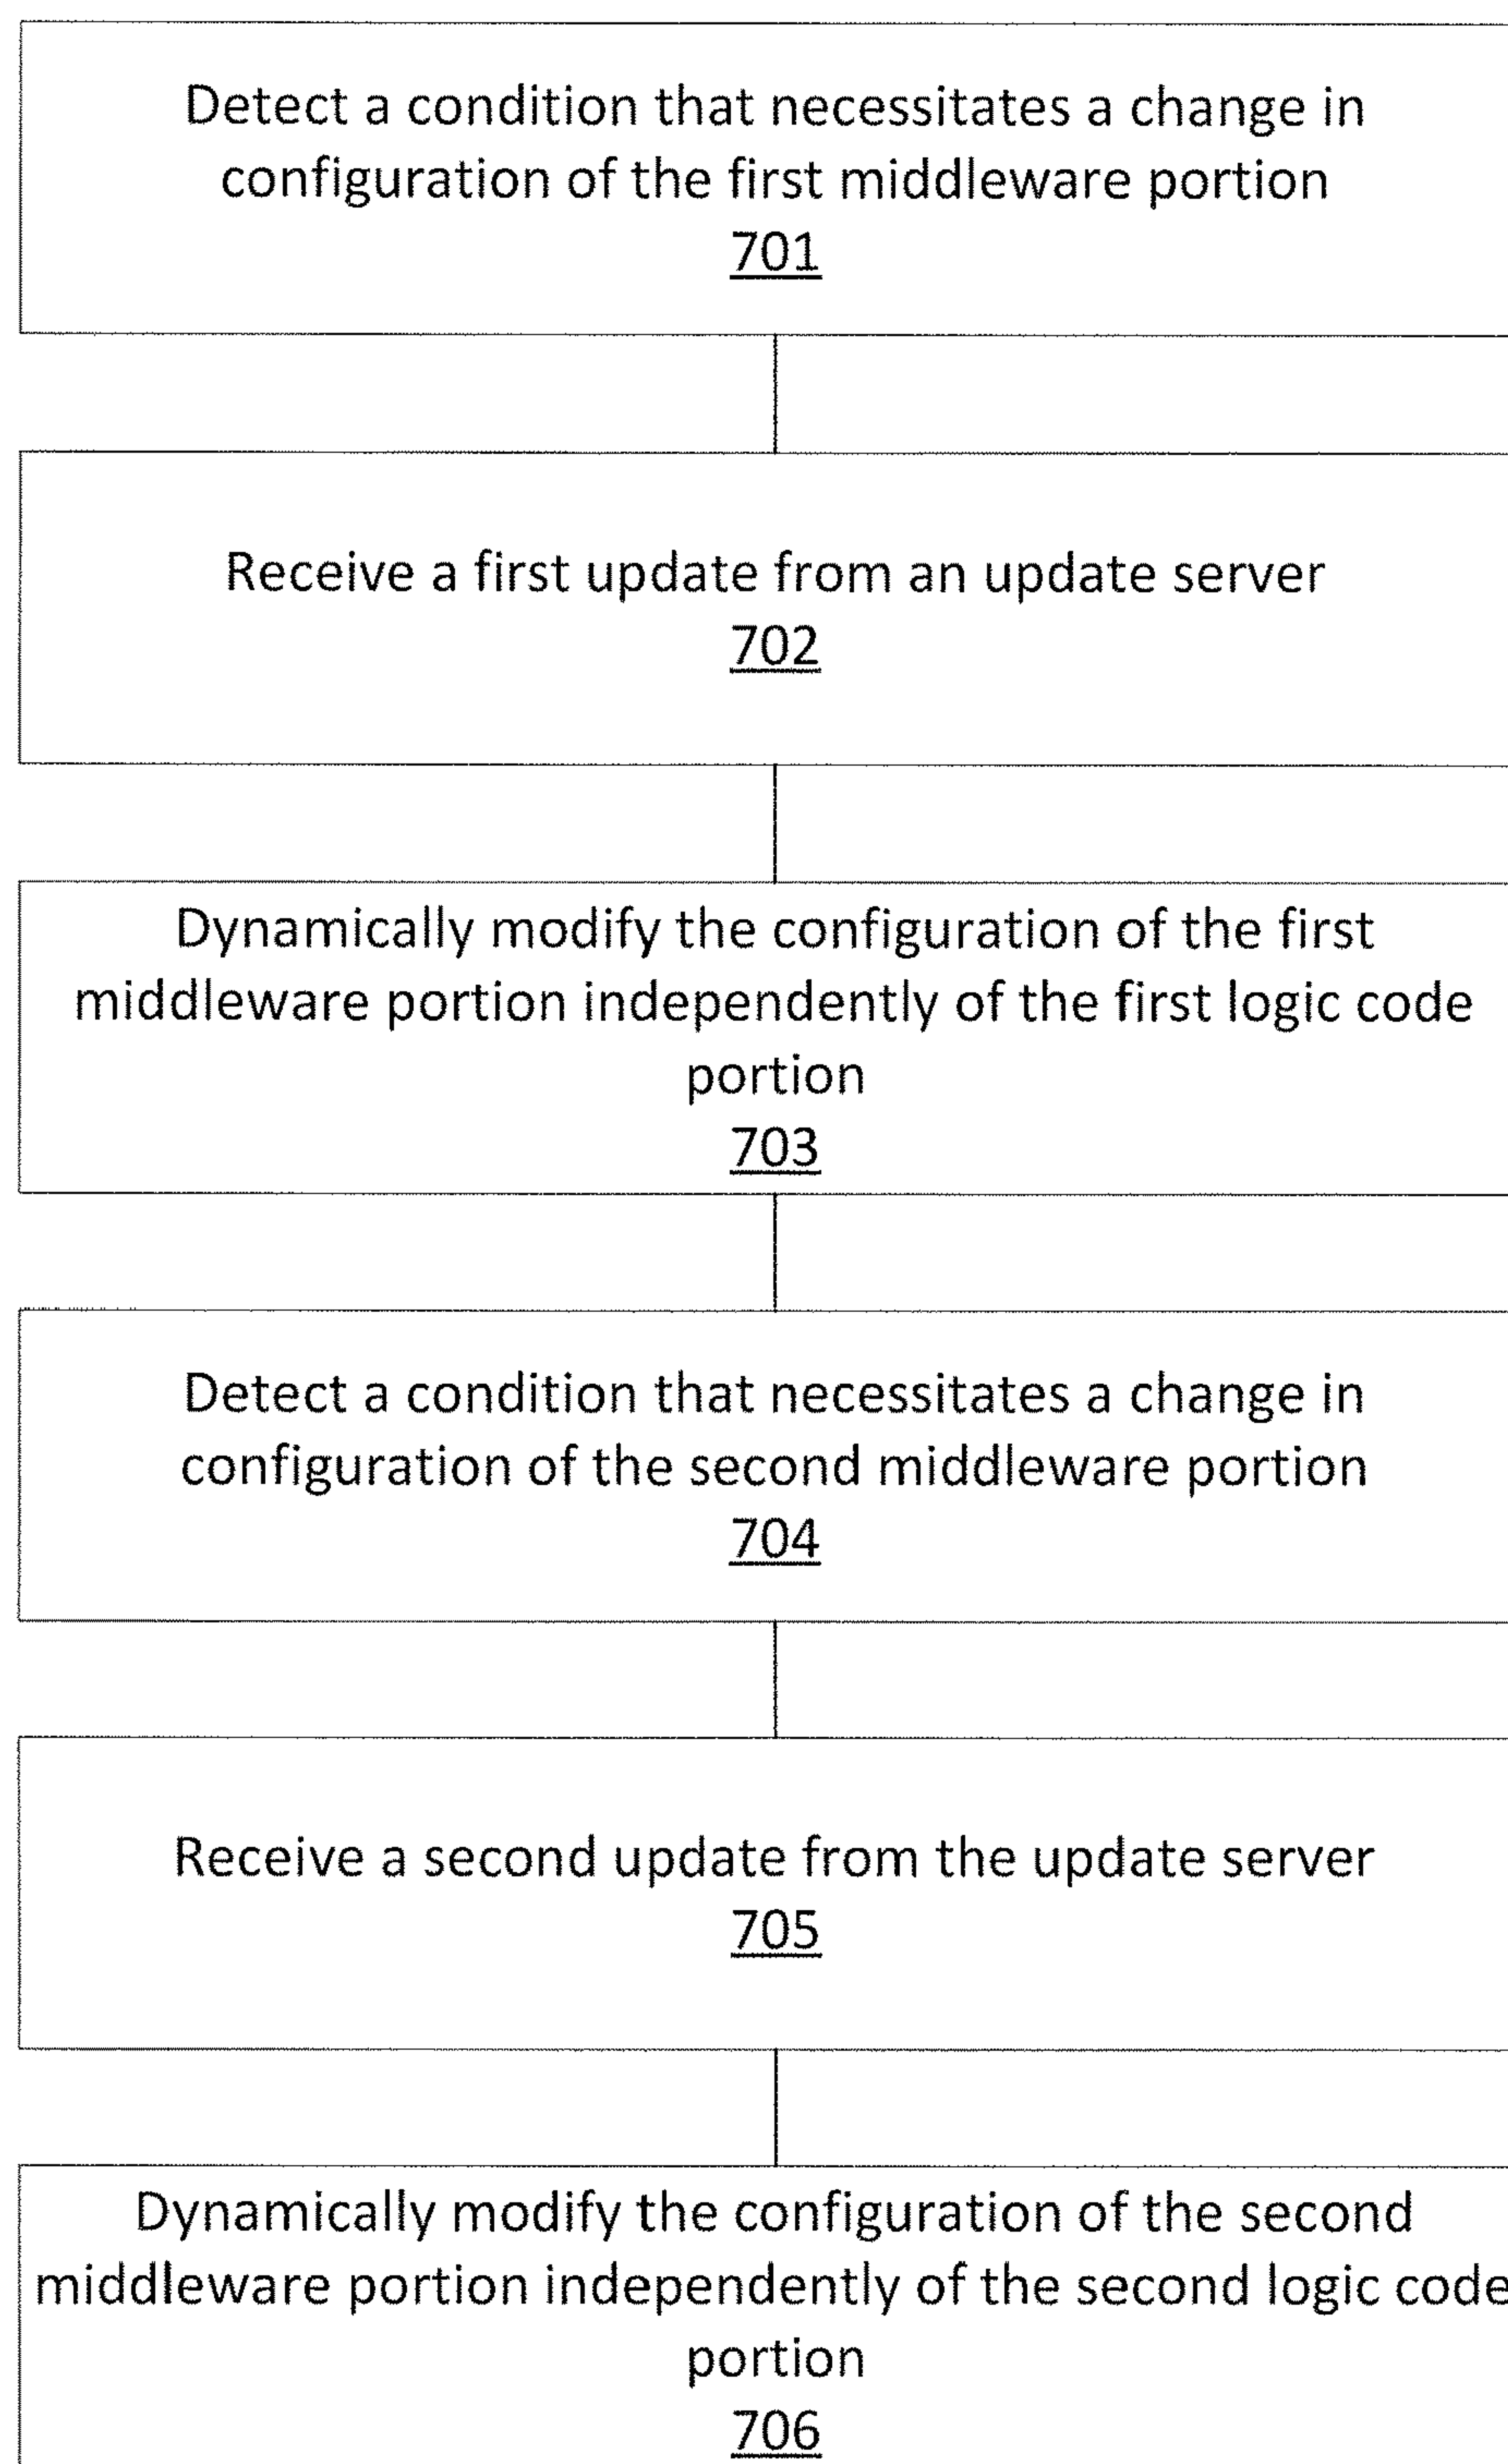 Detect a condition that necessitates a change in
configuration of the first middleware portion
701
Receive a first update from an update server
702
Dynamically modify the configuration of the first
middleware portion independently of the first logic code
portion
703
Detect a condition that necessitates a change in
configuration of the second middleware portion
704
Receive a second update from the update server
705
Dynamically modify the configuration of the second
middleware portion independently of the second logic code
portion
706